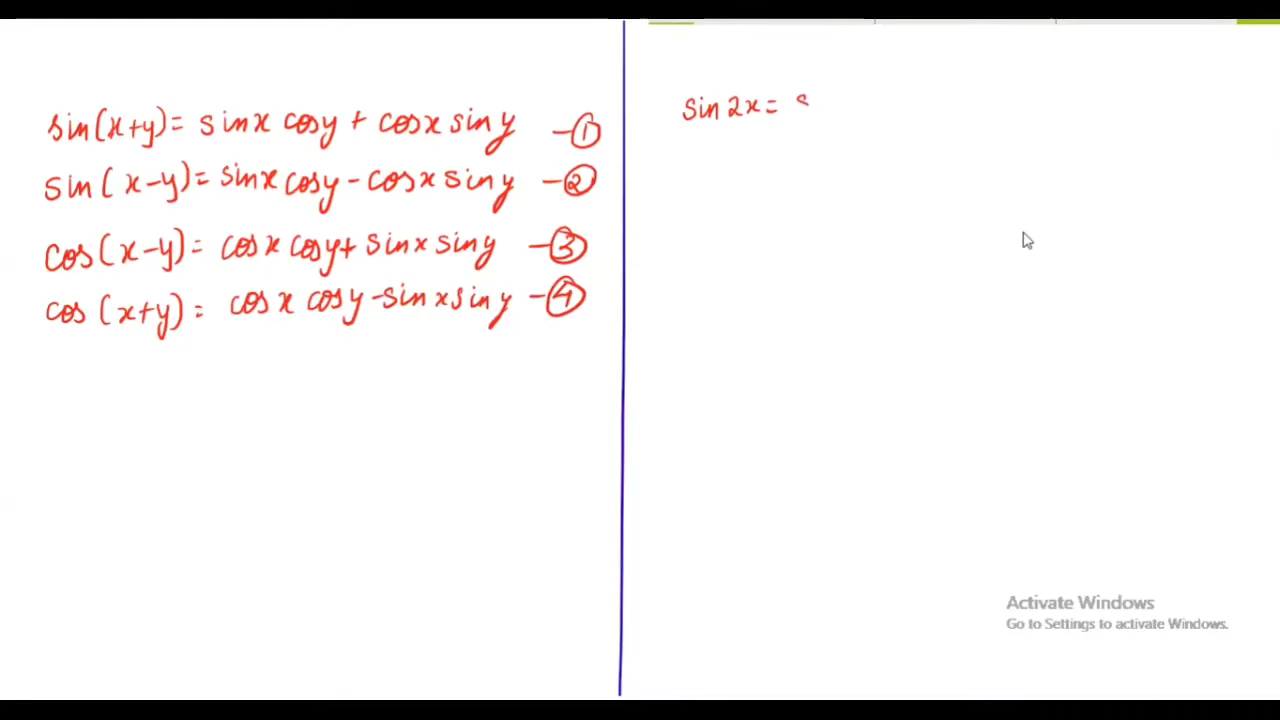 sin(x+y)= sinx cosy + cosx siny -①
sin(x-y)= sinx cosy - cosx siny -②
cos(x-y)= cosx cosy + sinx siny -③
cos(x+y)= cosx cosy - sinx siny -④
sin2x= s
Activate Windows
Go to Settings to activate Windows.